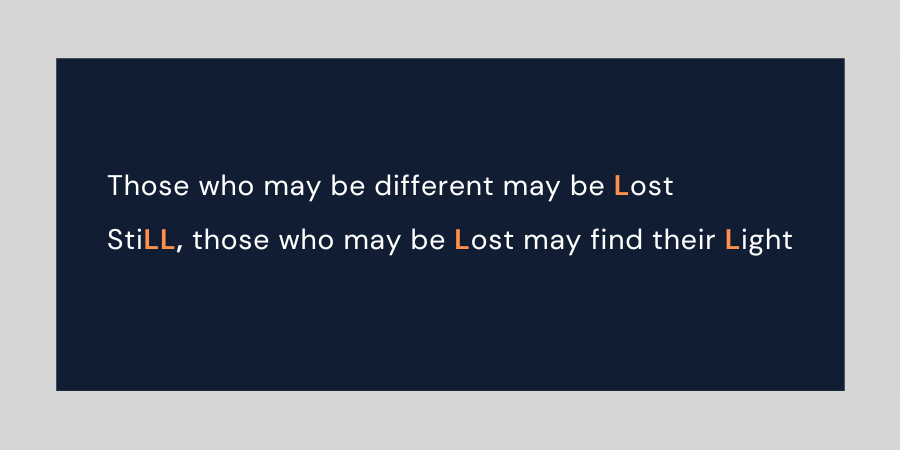 Those who may be different may be Lost
StiLL, those who may be Lost may find their Light